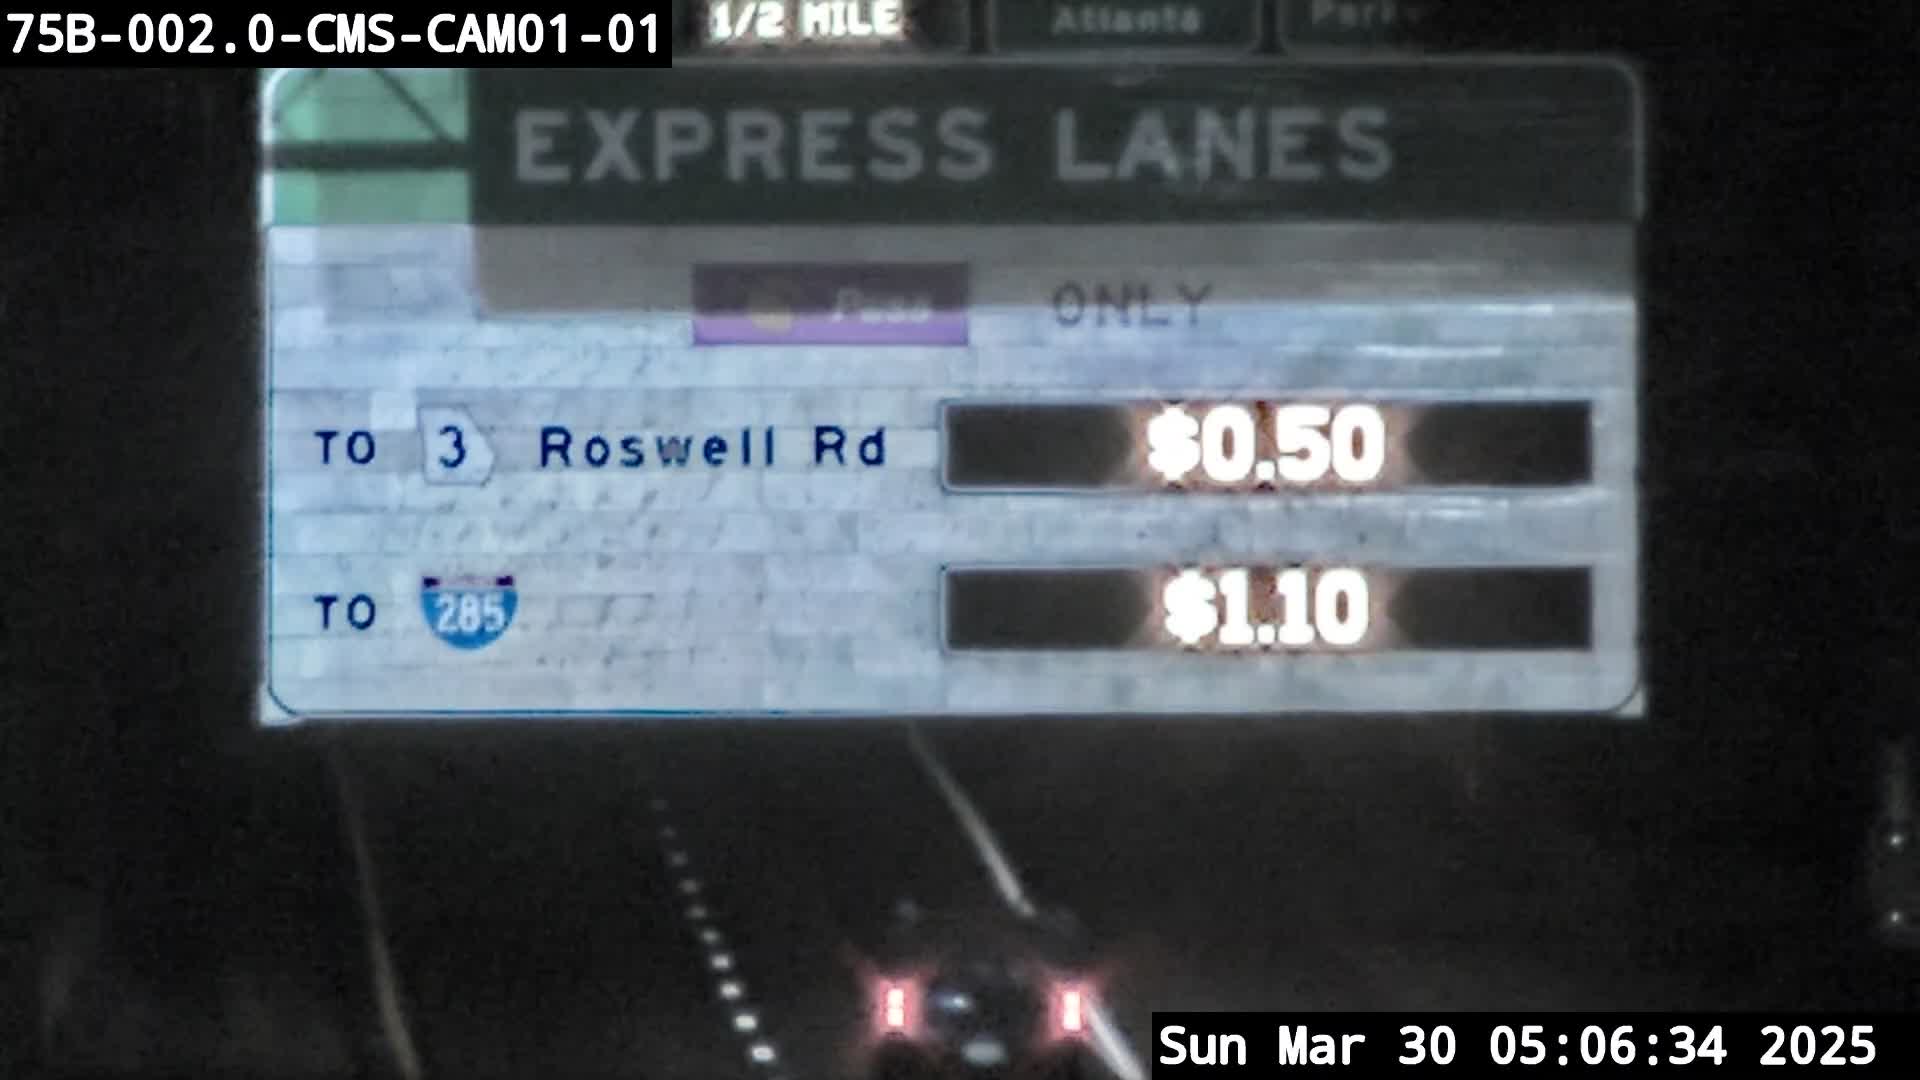 75B-002.0-CMS-CAM01-01
1/2 MILE
Atlanta
EXPRESS LANES
Pass ONLY
TO 3 Roswell Rd $0.50
TO 285 $1.10
Sun Mar 30 05:06:34 2025